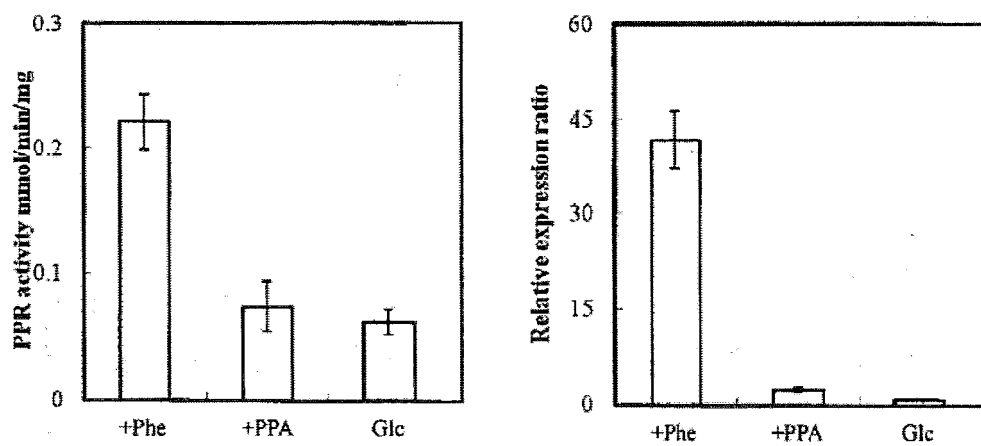 PPR activity mmol/min/mg
0.3
0.2
0.1
0
+Phe
+PPA
Glc
Relative expression ratio
60
45
30
15
0
+Phe
+PPA
Glc